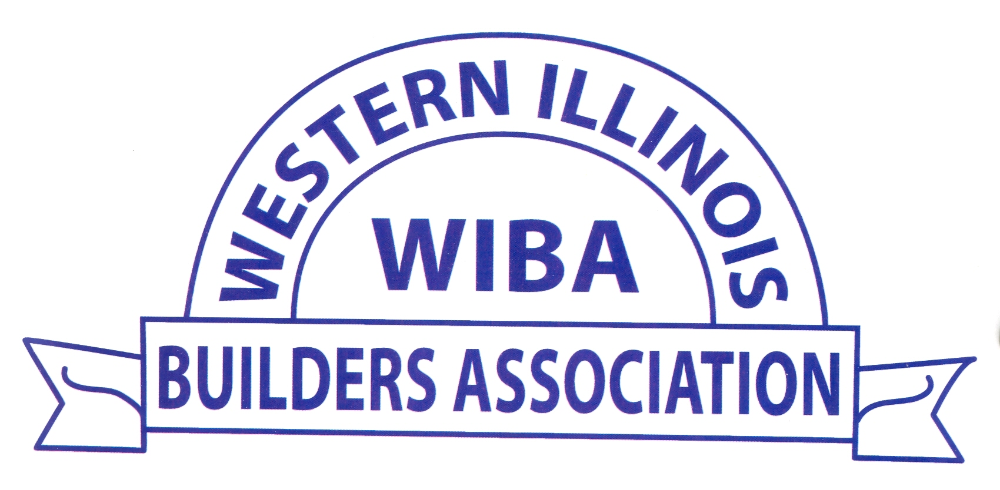 WESTERN ILLINOIS
WIBA
BUILDERS ASSOCIATION